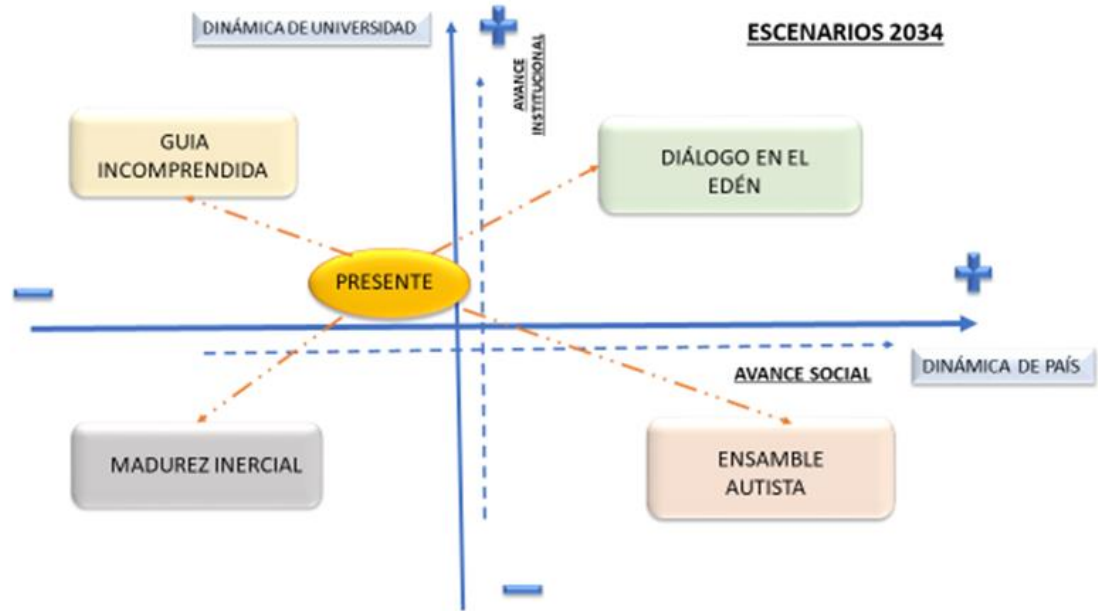 DINÁMICA DE UNIVERSIDAD
ESCENARIOS 2034
AVANCE
INSTITUCIONAL
GUIA
INCOMPRENDIDA
DIÁLOGO EN EL
EDÉN
PRESENTE
AVANCE SOCIAL
DINÁMICA DE PAÍS
MADUREZ INERCIAL
ENSAMBLE
AUTISTA